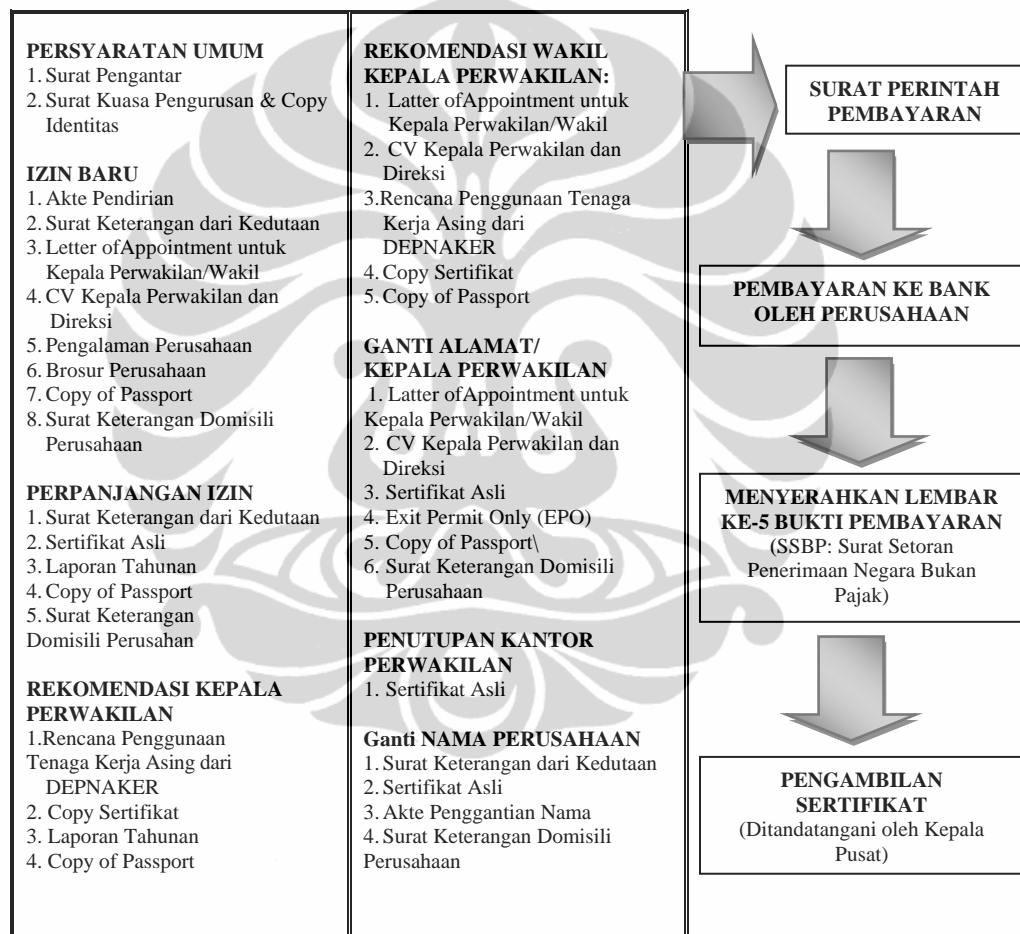 PERSYARATAN UMUM
1. Surat Pengantar
2. Surat Kuasa Pengurusan & Copy
Identitas
IZIN BARU
1. Akte Pendirian
2. Surat Keterangan dari Kedutaan
3. Letter ofAppointment untuk
Kepala Perwakilan/Wakil
4. CV Kepala Perwakilan dan
Direksi
5. Pengalaman Perusahaan
6. Brosur Perusahaan
7. Copy of Passport
8. Surat Keterangan Domisili
Perusahaan
PERPANJANGAN IZIN
1. Surat Keterangan dari Kedutaan
2. Sertifikat Asli
3. Laporan Tahunan
4. Copy of Passport
5. Surat Keterangan
Domisili Perusahan
REKOMENDASI KEPALA
PERWAKILAN
1.Rencana Penggunaan
Tenaga Kerja Asing dari
DEPNAKER
2. Copy Sertifikat
3. Laporan Tahunan
4. Copy of Passport
REKOMENDASI WAKIL
KEPALA PERWAKILAN:
1. Latter ofAppointment untuk
Kepala Perwakilan/Wakil
2. CV Kepala Perwakilan dan
Direksi
3.Rencana Penggunaan Tenaga
Kerja Asing dari
DEPNAKER
4. Copy Sertifikat
5. Copy of Passport
GANTI ALAMAT/
KEPALA PERWAKILAN
1. Latter ofAppointment untuk
Kepala Perwakilan/Wakil
2. CV Kepala Perwakilan dan
Direksi
3. Sertifikat Asli
4. Exit Permit Only (EPO)
5. Copy of Passport\
6. Surat Keterangan Domisili
Perusahaan
PENUTUPAN KANTOR
PERWAKILAN
1. Sertifikat Asli
Ganti NAMA PERUSAHAAN
1. Surat Keterangan dari Kedutaan
2. Sertifikat Asli
3. Akte Penggantian Nama
4. Surat Keterangan Domisili
Perusahaan
SURAT PERINTAH
PEMBAYARAN
PEMBAYARAN KE BANK
OLEH PERUSAHAAN
MENYERAHKAN LEMBAR
KE-5 BUKTI PEMBAYARAN
(SSBP: Surat Setoran
Penerimaan Negara Bukan
Pajak)
PENGAMBILAN
SERTIFIKAT
(Ditandatangani oleh Kepala
Pusat)